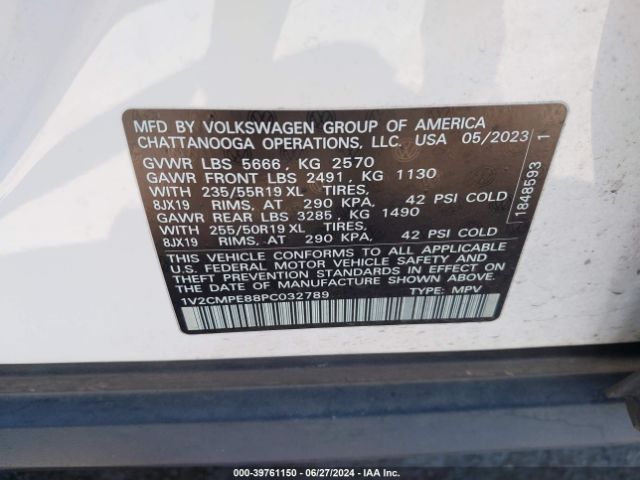 MFD BY VOLKSWAGEN GROUP OF AMERICA
CHATTANOOGA OPERATIONS, LLC. USA 05/2023
GVWR LBS 5666, KG 2570
GAWR FRONT LBS 2491, KG 1130
WITH 235/55R19 XL TIRES,
8JX19 RIMS, AT 290 KPA, 42 PSI COLD
GAWR REAR LBS 3285, KG 1490
WITH 255/50R19 XL TIRES,
8JX19 RIMS, AT 290 KPA, 42 PSI COLD
THIS VEHICLE CONFORMS TO ALL APPLICABLE
U.S. FEDERAL MOTOR VEHICLE SAFETY AND
THEFT PREVENTION STANDARDS IN EFFECT ON
THE DATE OF MANUFACTURE SHOWN ABOVE.
1V2CMPE88PC032789 TYPE: MPV
1848593 1
000-39761150 - 06/27/2024 - IAA Inc.